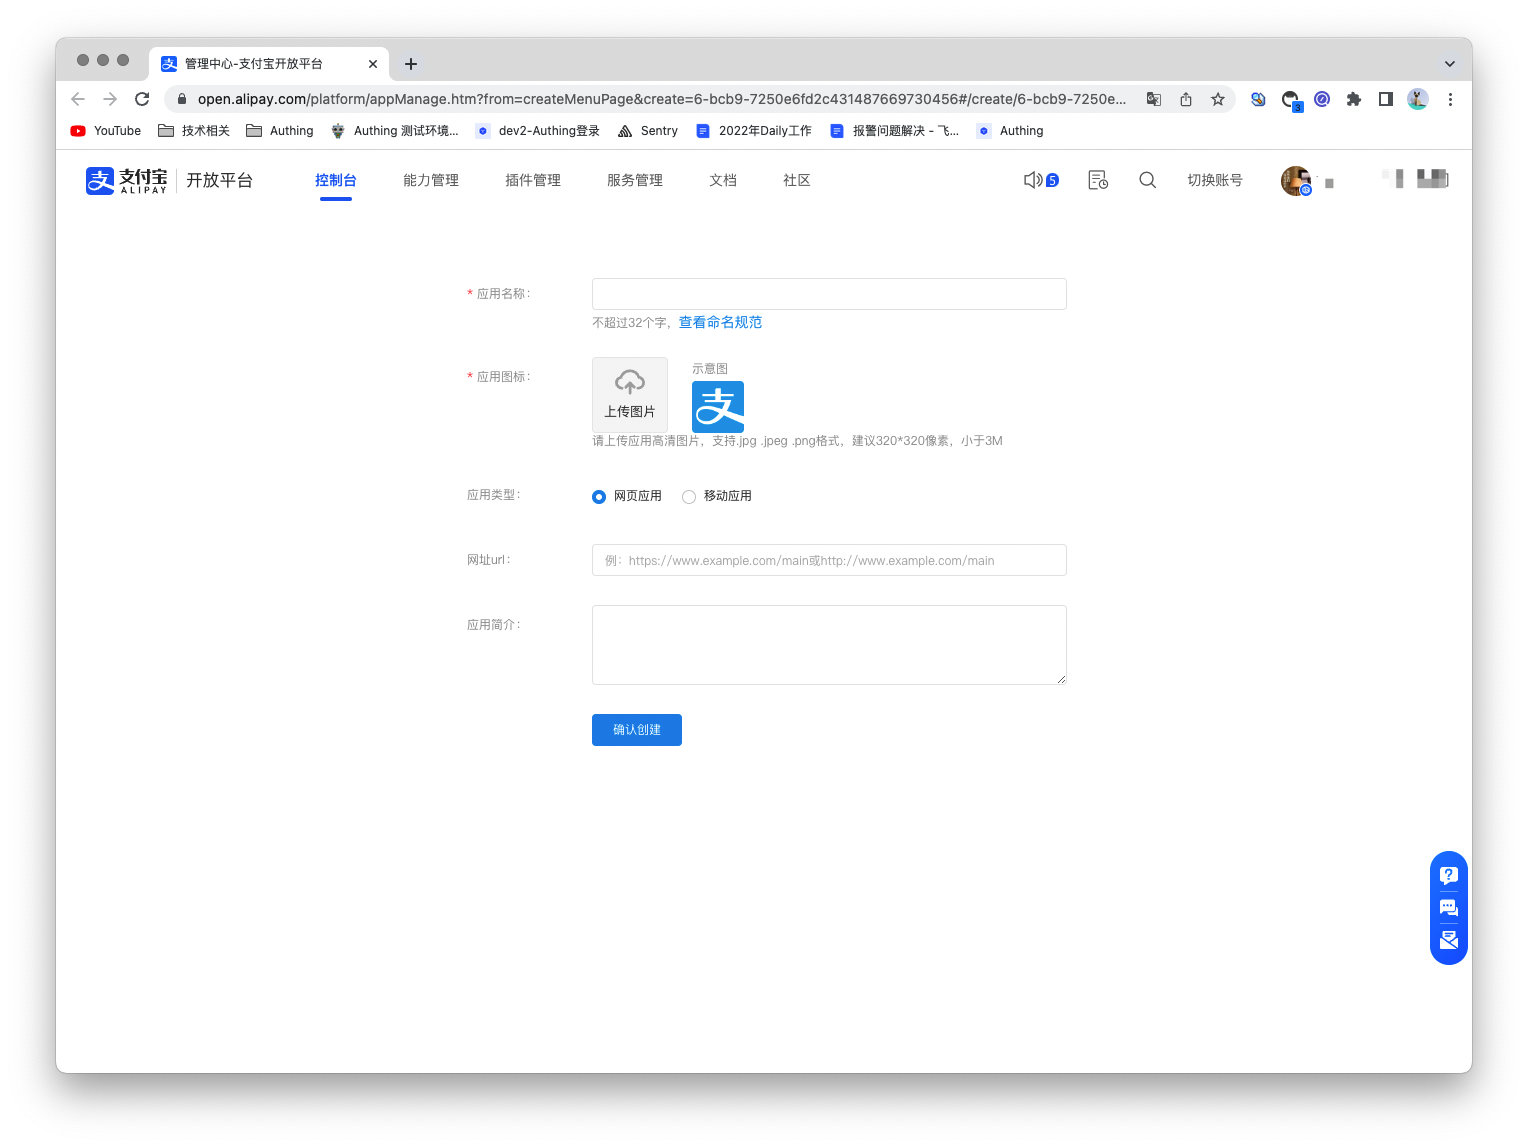 管理中心-支付宝开放平台
open.alipay.com/platform/appManage.htm?from=createMenuPage&create=6-bcb9-7250e6fd2c431487669730456#/create/6-bcb9-7250e...
3
YouTube 技术相关 Authing Authing 测试环境... dev2-Authing登录 Sentry 2022年Daily工作 报警问题解决 - 飞... Authing
支 支付宝 ALIPAY 开放平台 控制台 能力管理 插件管理 服务管理 文档 社区 5 切换账号
* 应用名称:
不超过32个字，查看命名规范
* 应用图标:
上传图片
示意图
支
请上传应用高清图片，支持.jpg .jpeg .png格式，建议320*320像素，小于3M
应用类型: 网页应用 移动应用
网址url: 例：https://www.example.com/main或http://www.example.com/main
应用简介:
确认创建